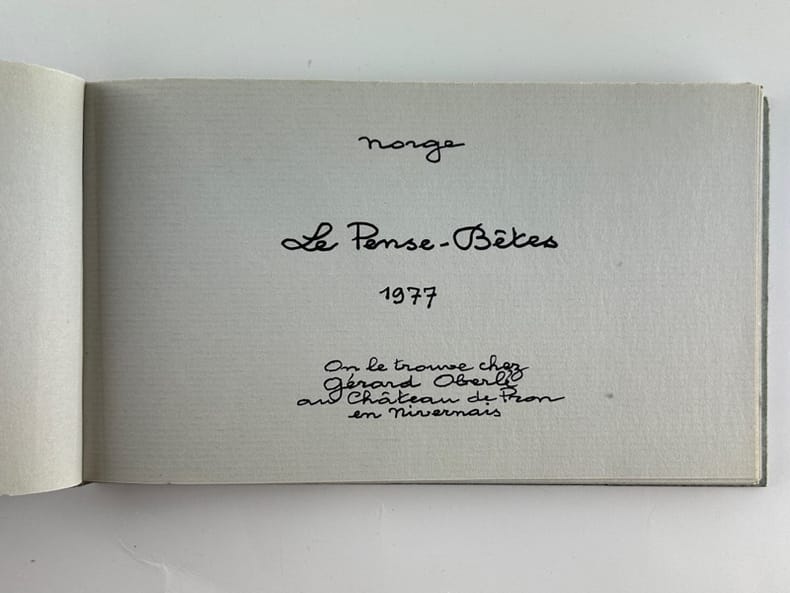 norge
Le Pense-Bêtes
1977
On le trouve chez
Gérard Oberlé
au Château de Pron
en Nivernais